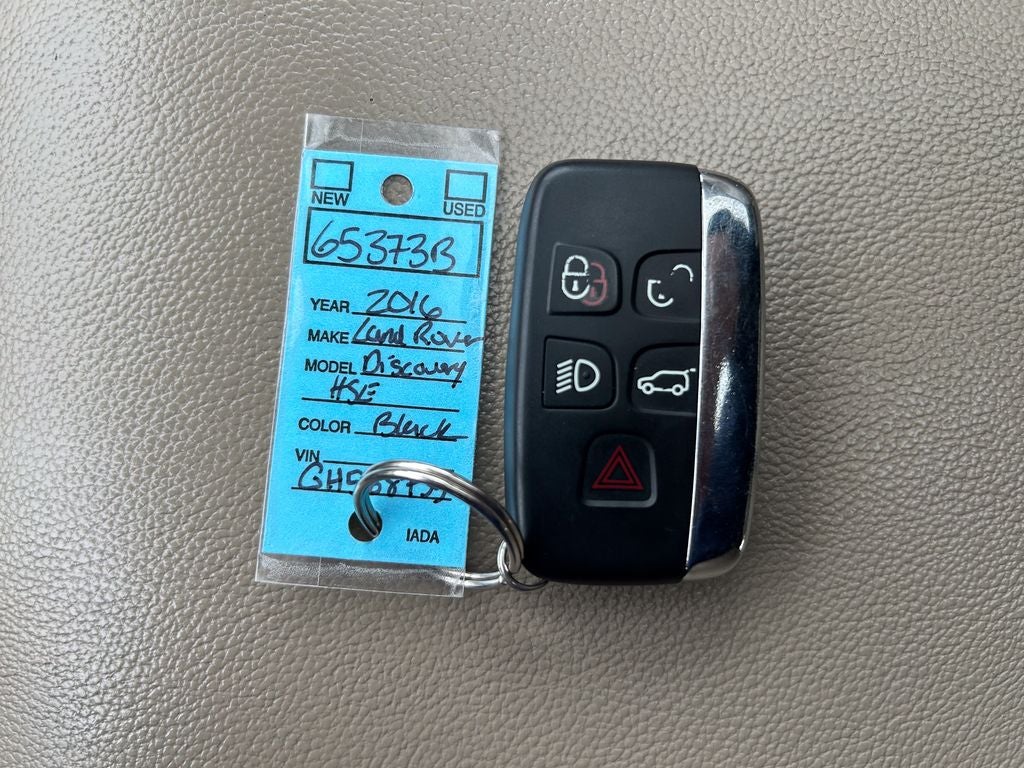 NEW USED
65373B
YEAR 2016
MAKE Land Rover
MODEL Discovery
HSE
COLOR Black
VIN
IADA